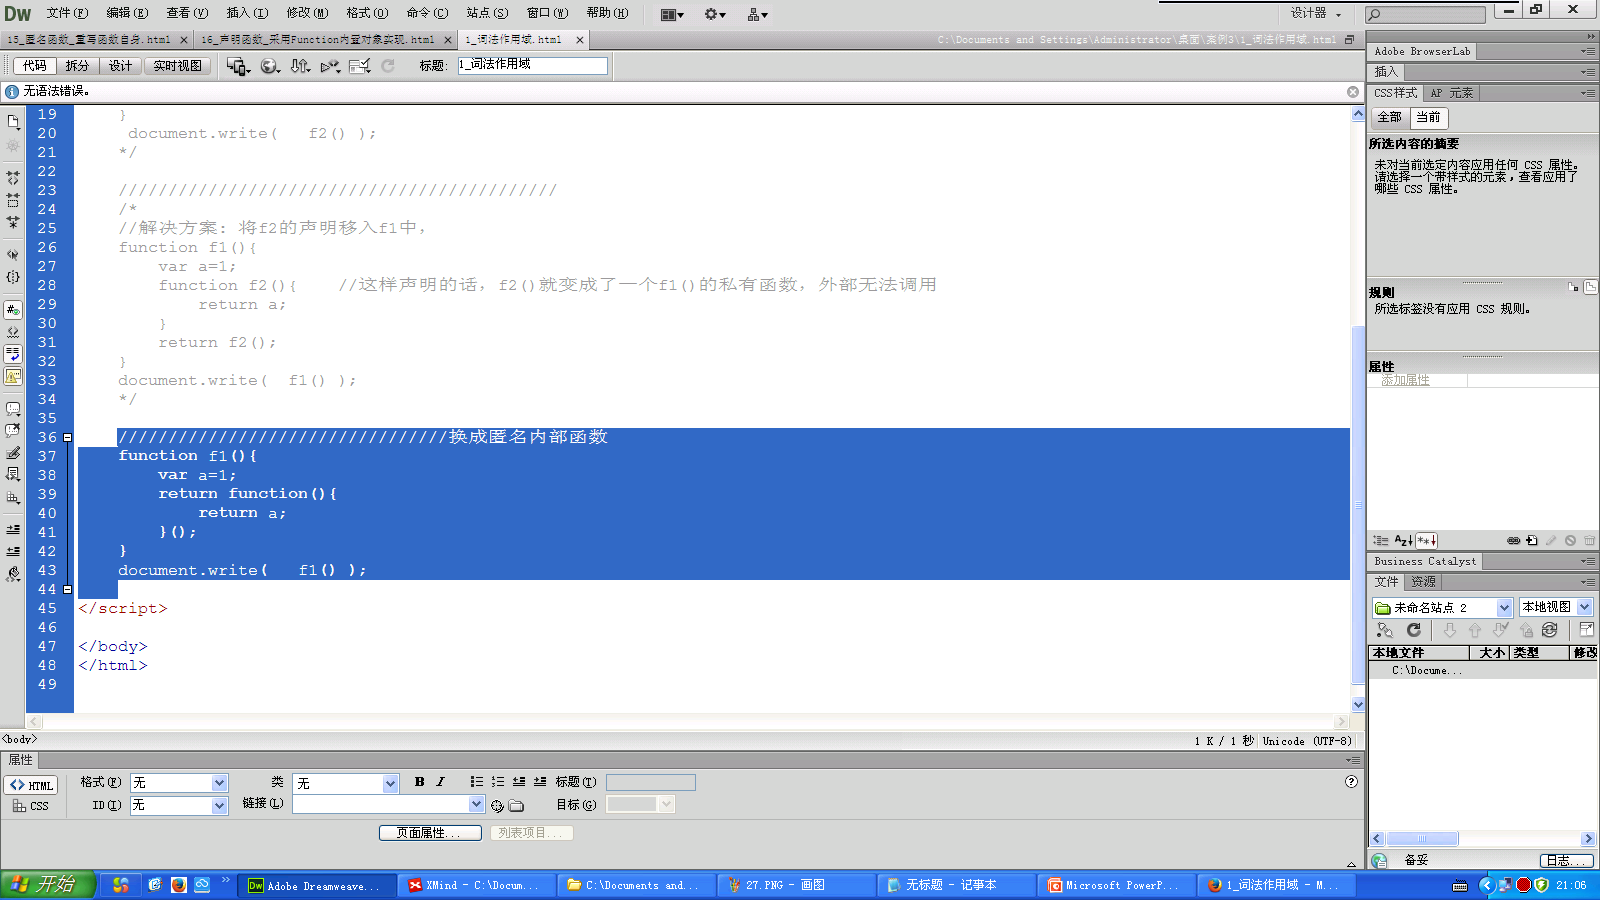 Dw 文件(F) 编辑(E) 查看(V) 插入(I) 修改(M) 格式(O) 命令(C) 站点(S) 窗口(W) 帮助(H) 设计器
15_匿名函数_重写函数自身.html 16_声明函数_采用Function内置对象实现.html 1_词法作用域.html C:\Documents and Settings\Administrator\桌面\案例3\1_词法作用域.html
代码 拆分 设计 实时视图 标题: 1_词法作用域
无语法错误。
19 }
20 document.write( f2() );
21 */
22
23 ////////////////////////////////////////////
24 /*
25 //解决方案: 将f2的声明移入f1中,
26 function f1(){
27 var a=1;
28 function f2(){ //这样声明的话, f2()就变成了一个f1()的私有函数, 外部无法调用
29 return a;
30 }
31 return f2();
32 }
33 document.write( f1() );
34 */
35
36 /////////////////////////////////换成匿名内部函数
37 function f1(){
38 var a=1;
39 return function(){
40 return a;
41 }();
42 }
43 document.write( f1() );
44
45 </script>
46
47 </body>
48 </html>
49
<body> 1 K / 1 秒 Unicode (UTF-8)
属性
HTML 格式(F) 无 类 无 B I 标题(T)
CSS ID(I) 无 链接(L) 目标(G)
页面属性... 列表项目...
Adobe BrowserLab
插入
CSS样式 AP 元素
全部 当前
所选内容的摘要
未对当前选定内容应用任何 CSS 属性。
请选择一个带样式的元素，查看应用了
哪些 CSS 属性。
规则
所选标签没有应用 CSS 规则。
属性
添加属性
Business Catalyst
文件 资源
未命名站点 2 本地视图
本地文件 大小 类型 修改
C:\Docume...
备妥 日志...
开始 Adobe Dreamweave... XMind - C:\Docum... C:\Documents and... 27.PNG - 画图 无标题 - 记事本 Microsoft PowerP... 1_词法作用域 - M... 21:06